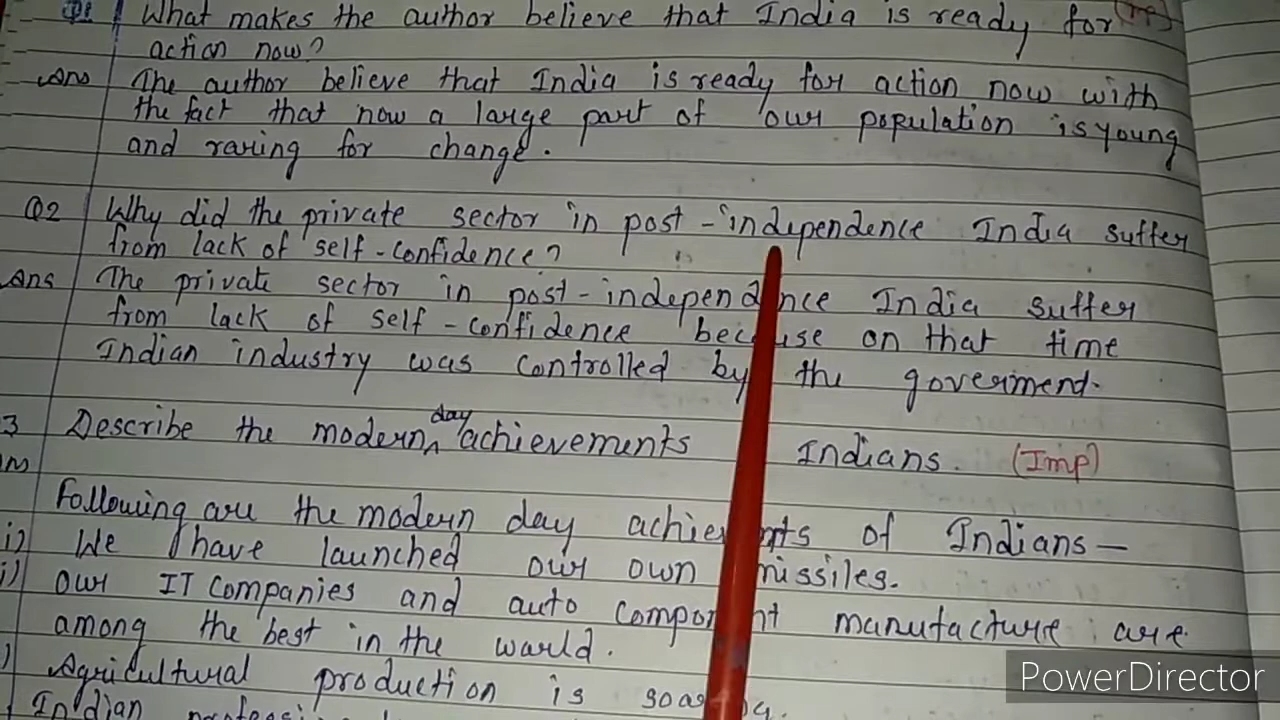 Q1 What makes the author believe that India is ready for
action now?
Ans The author believe that India is ready for action now with
the fact that now a large part of our population is young
and raring for change.
Q2 Why did the private sector in post-independence India suffer
from lack of self-confidence?
Ans The private sector in post-independence India suffer
from lack of self-confidence because on that time
Indian industry was controlled by the goverment.
3 Describe the modern day achievements Indians. (Imp)
Following are the modern day achievments of Indians—
i) We have launched our own missiles.
our IT companies and auto component manufacture are
among the best in the world.
Agricultural production is
Indian
PowerDirector